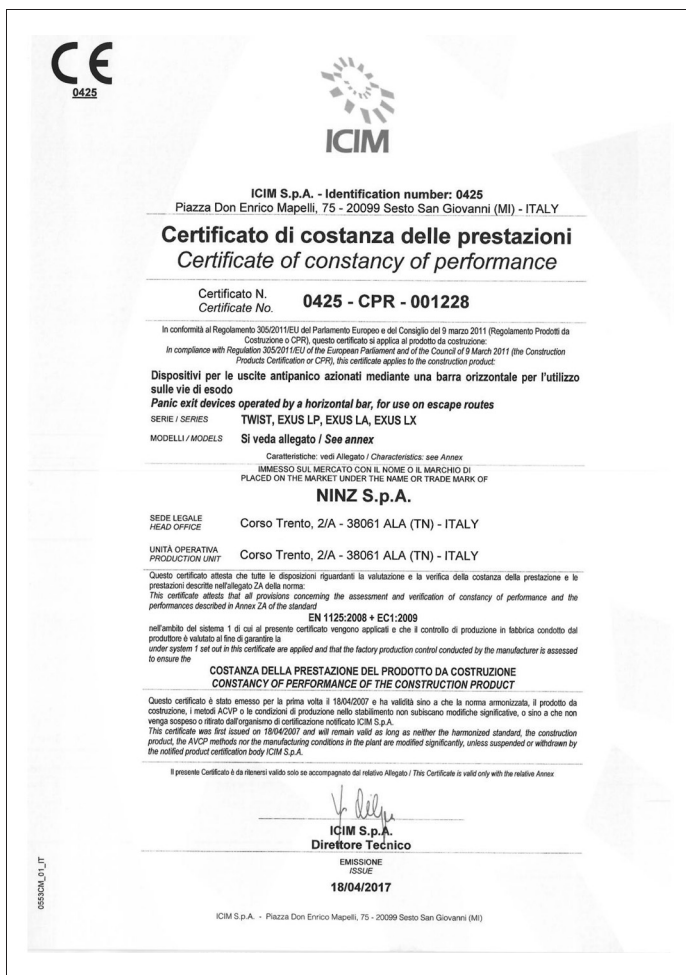 CE
0425
ICIM
ICIM S.p.A. - Identification number: 0425
Piazza Don Enrico Mapelli, 75 - 20099 Sesto San Giovanni (MI) - ITALY
Certificato di costanza delle prestazioni
Certificate of constancy of performance
Certificato N.
Certificate No.
0425 - CPR - 001228
In conformità al Regolamento 305/2011/EU del Parlamento Europeo e del Consiglio del 9 marzo 2011 (Regolamento Prodotti da
Costruzione o CPR), questo certificato si applica al prodotto da costruzione:
In compliance with Regulation 305/2011/EU of the European Parliament and of the Council of 9 March 2011 (the Construction
Products Certification or CPR), this certificate applies to the construction product:
Dispositivi per le uscite antipanico azionati mediante una barra orizzontale per l'utilizzo
sulle vie di esodo
Panic exit devices operated by a horizontal bar, for use on escape routes
SERIE / SERIES TWIST, EXUS LP, EXUS LA, EXUS LX
MODELLI / MODELS Si veda allegato / See annex
Caratteristiche: vedi Allegato / Characteristics: see Annex
IMMESSO SUL MERCATO CON IL NOME O IL MARCHIO DI
PLACED ON THE MARKET UNDER THE NAME OR TRADE MARK OF
NINZ S.p.A.
SEDE LEGALE
HEAD OFFICE
Corso Trento, 2/A - 38061 ALA (TN) - ITALY
UNITÀ OPERATIVA
PRODUCTION UNIT
Corso Trento, 2/A - 38061 ALA (TN) - ITALY
Questo certificato attesta che tutte le disposizioni riguardanti la valutazione e la verifica della costanza della prestazione e le
prestazioni descritte nell'allegato ZA della norma:
This certificate attests that all provisions concerning the assessment and verification of constancy of performance and the
performances described in Annex ZA of the standard
EN 1125:2008 + EC1:2009
nell'ambito del sistema 1 di cui al presente certificato vengono applicati e che il controllo di produzione in fabbrica condotto dal
produttore è valutato al fine di garantire la
under system 1 set out in this certificate are applied and that the factory production control conducted by the manufacturer is assessed
to ensure the
COSTANZA DELLA PRESTAZIONE DEL PRODOTTO DA COSTRUZIONE
CONSTANCY OF PERFORMANCE OF THE CONSTRUCTION PRODUCT
Questo certificato è stato emesso per la prima volta il 18/04/2007 e ha validità sino a che la norma armonizzata, il prodotto da
costruzione, i metodi ACVP o le condizioni di produzione nello stabilimento non subiscano modifiche significative, o sino a che non
venga sospeso o ritirato dall'organismo di certificazione notificato ICIM S.p.A.
This certificate was first issued on 18/04/2007 and will remain valid as long as neither the harmonized standard, the construction
product, the AVCP methods nor the manufacturing conditions in the plant are modified significantly, unless suspended or withdrawn by
the notified product certification body ICIM S.p.A.
Il presente Certificato è da ritenersi valido solo se accompagnato dal relativo Allegato / This Certificate is valid only with the relative Annex
ICIM S.p.A.
Direttore Tecnico
EMISSIONE
ISSUE
18/04/2017
0553CM_01_IT
ICIM S.p.A. - Piazza Don Enrico Mapelli, 75 - 20099 Sesto San Giovanni (MI)